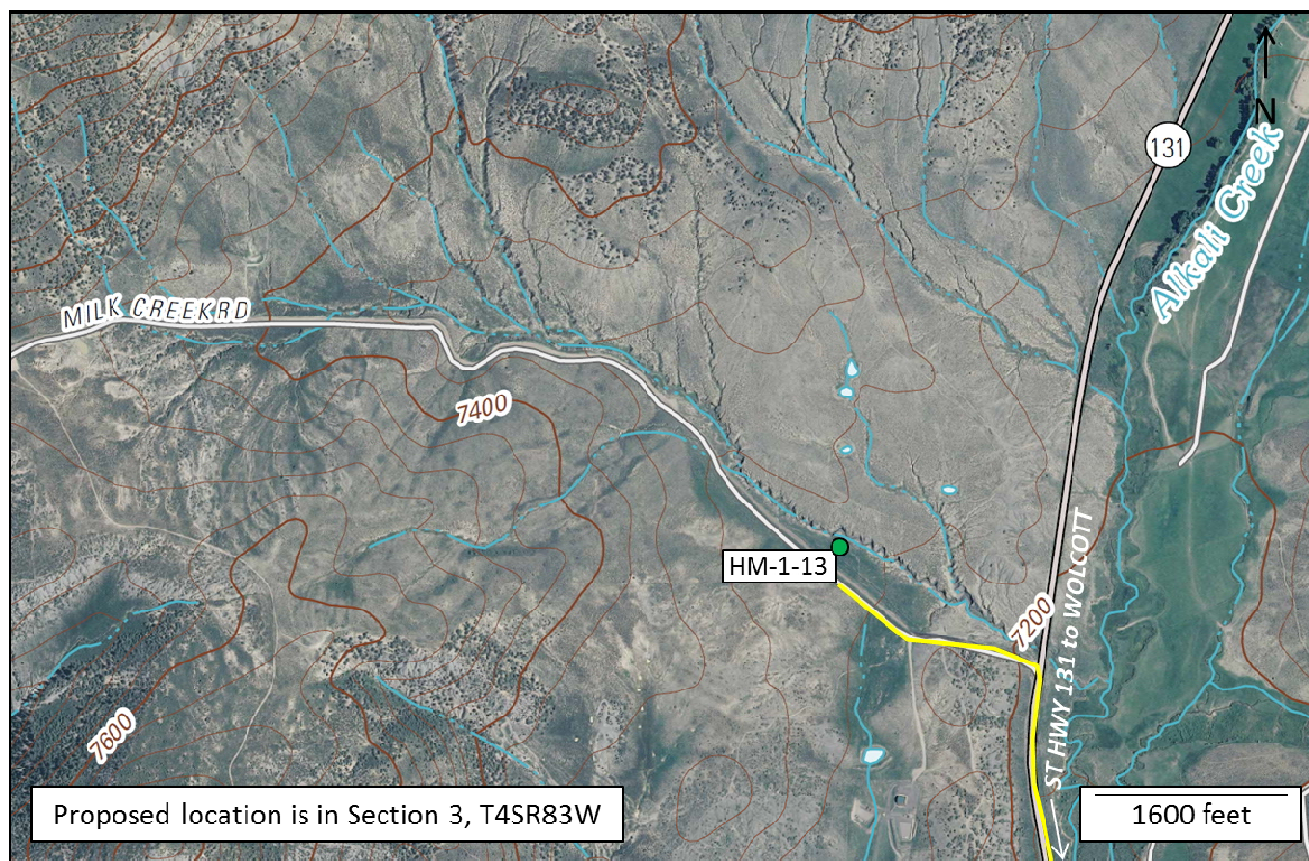 131
N
Alkali Creek
MILK CREEK RD
7400
HM-1-13
7200
ST HWY 131 to WOLCOTT
7600
Proposed location is in Section 3, T4SR83W
1600 feet